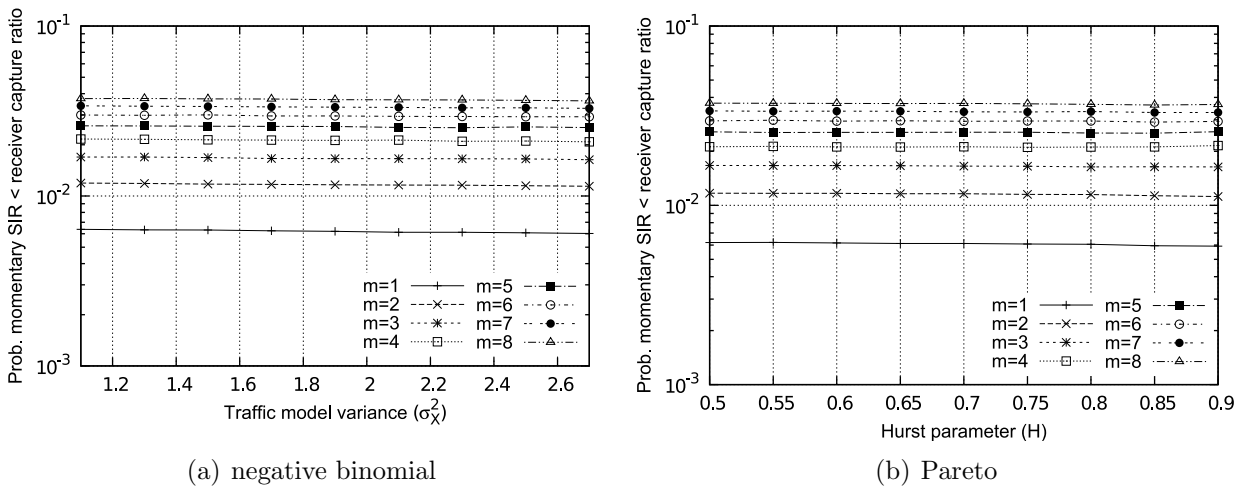 Prob. momentary SIR < receiver capture ratio
10⁻¹
10⁻²
10⁻³
m=1
m=2
m=3
m=4
m=5
m=6
m=7
m=8
1.2 1.4 1.6 1.8 2 2.2 2.4 2.6
Traffic model variance (σ²_X)
(a) negative binomial
Prob. momentary SIR < receiver capture ratio
10⁻¹
10⁻²
10⁻³
m=1
m=2
m=3
m=4
m=5
m=6
m=7
m=8
0.5 0.55 0.6 0.65 0.7 0.75 0.8 0.85 0.9
Hurst parameter (H)
(b) Pareto